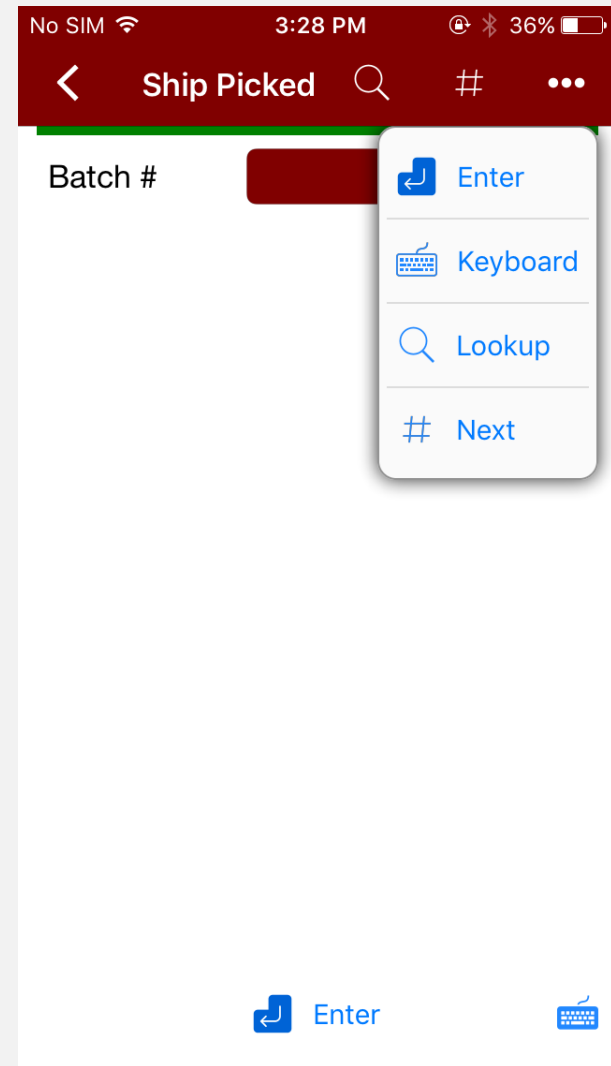 No SIM 3:28 PM 36%
Ship Picked #
Batch #
Enter
Keyboard
Lookup
# Next
Enter